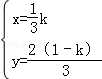 x=1/3k
y=2(1-k)/3